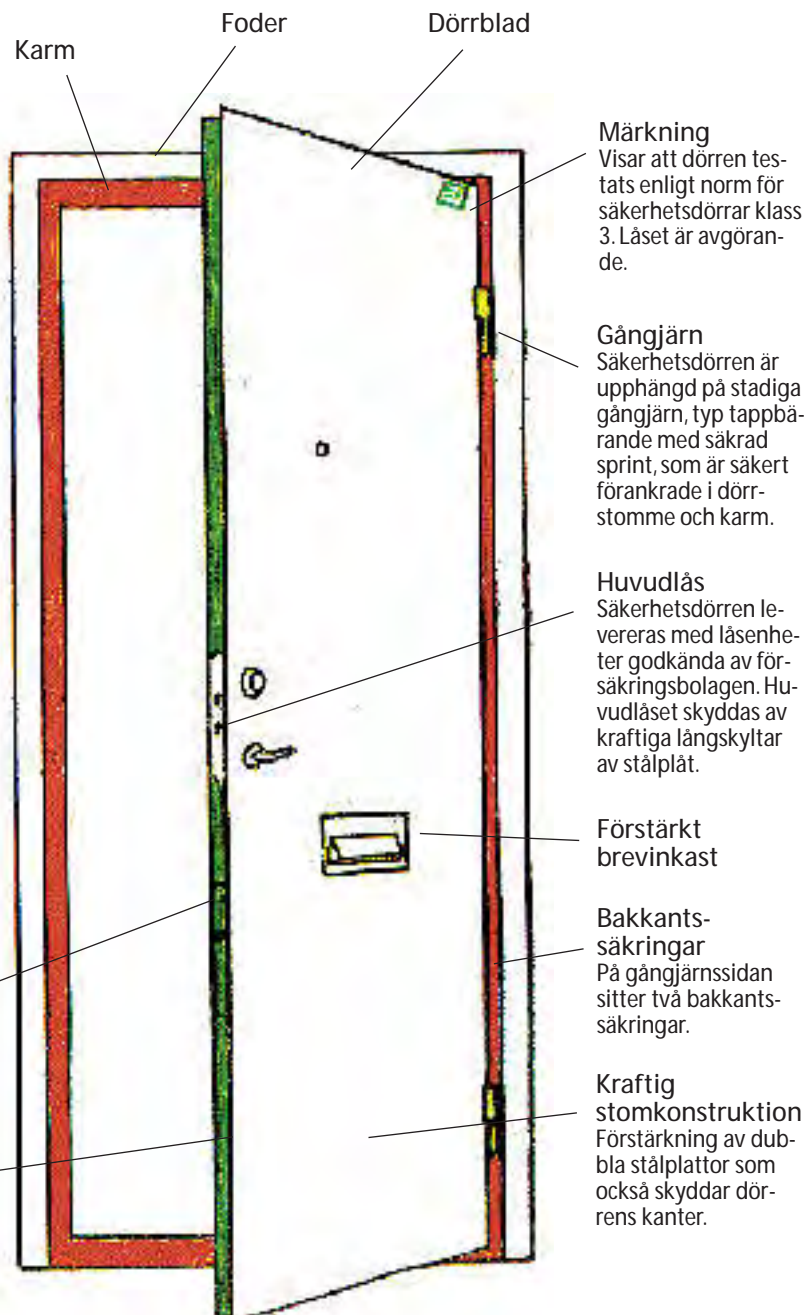 Foder
Dörrblad
Karm
Märkning
Visar att dörren tes-
tats enligt norm för
säkerhetsdörrar klass
3. Låset är avgöran-
de.
Gångjärn
Säkerhetsdörren är
upphängd på stadiga
gångjärn, typ tappbä-
rande med säkrad
sprint, som är säkert
förankrade i dörr-
stomme och karm.
Huvudlås
Säkerhetsdörren le-
vereras med låsenhe-
ter godkända av för-
säkringsbolagen. Hu-
vudlåset skyddas av
kraftiga långskyltar
av stålplåt.
Förstärkt
brevinkast
Bakkants-
säkringar
På gångjärnssidan
sitter två bakkants-
säkringar.
Kraftig
stomkonstruktion
Förstärkning av dub-
bla stålplattor som
också skyddar dör-
rens kanter.